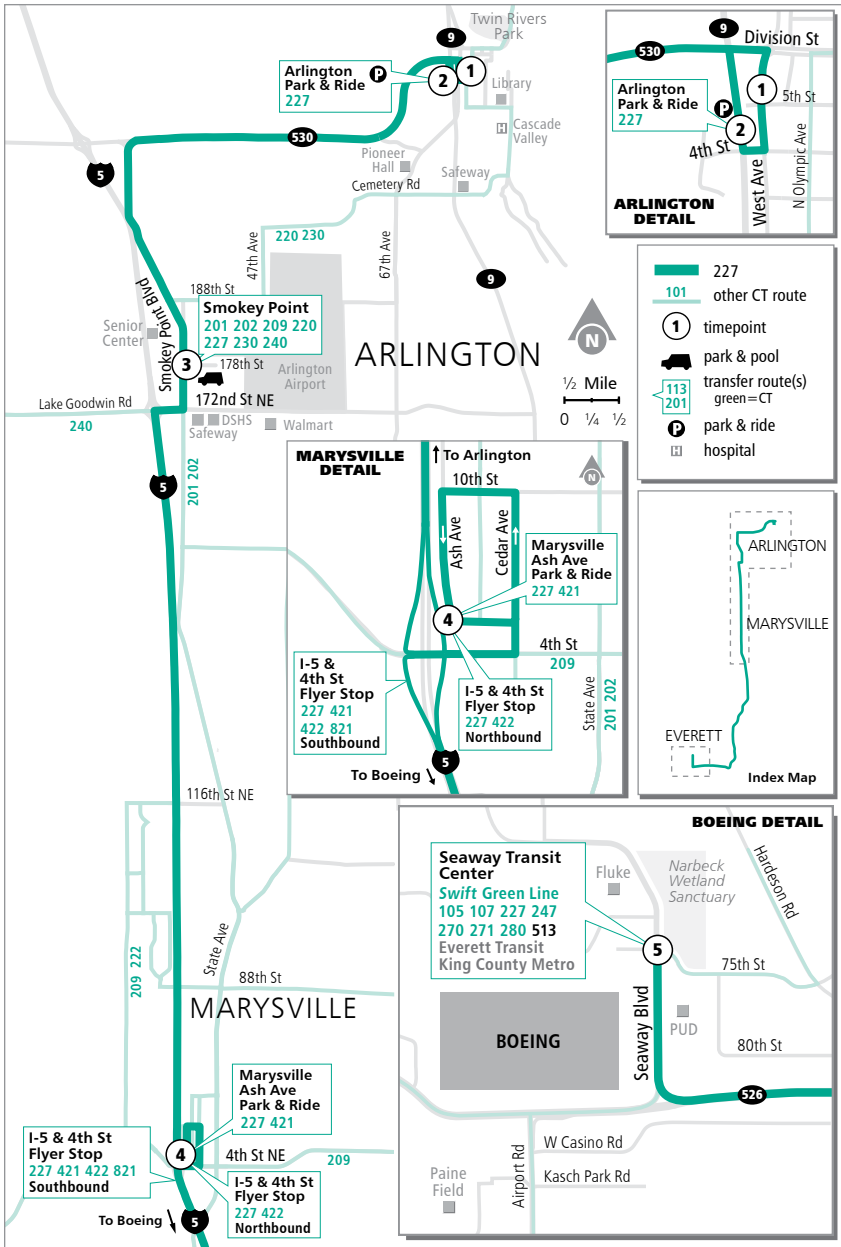 Twin Rivers
Park
9
Arlington
Park & Ride
227
P
2
1
Library
H
Cascade
Valley
530
Pioneer
Hall
Safeway
Cemetery Rd
5
220 230
47th Ave
67th Ave
9
188th St
Smokey Point Blvd
Senior
Center
Smokey Point
201 202 209 220
227 230 240
3
178th St
Arlington
Airport
ARLINGTON
N
½ Mile
0 ¼ ½
Lake Goodwin Rd
172nd St NE
240
DSHS
Safeway
Walmart
201 202
5
116th St NE
State Ave
209 222
88th St
MARYSVILLE
Marysville
Ash Ave
Park & Ride
227 421
I-5 & 4th St
Flyer Stop
227 421 422 821
Southbound
4
4th St NE
209
I-5 & 4th St
Flyer Stop
227 422
Northbound
To Boeing
5
9
Division St
530
Arlington
Park & Ride
227
P
1
5th St
2
4th St
West Ave
N Olympic Ave
ARLINGTON
DETAIL
227
101
other CT route
1
timepoint
park & pool
113
201
transfer route(s)
green=CT
P
park & ride
H
hospital
MARYSVILLE
DETAIL
To Arlington
N
10th St
Ash Ave
Cedar Ave
Marysville
Ash Ave
Park & Ride
227 421
4
4th St
209
I-5 &
4th St
Flyer Stop
227 421
422 821
Southbound
I-5 & 4th St
Flyer Stop
227 422
Northbound
State Ave
201 202
5
To Boeing
ARLINGTON
MARYSVILLE
EVERETT
Index Map
BOEING DETAIL
Seaway Transit
Center
Swift Green Line
105 107 227 247
270 271 280 513
Everett Transit
King County Metro
Fluke
Narbeck
Wetland
Sanctuary
Hardeson Rd
5
75th St
Seaway Blvd
PUD
BOEING
80th St
526
Airport Rd
W Casino Rd
Kasch Park Rd
Paine
Field